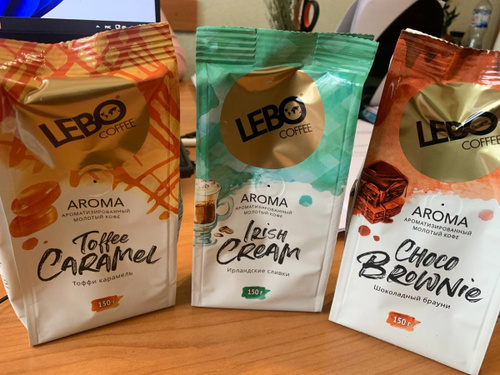 LEBO
COFFEE
AROMA
АРОМАТИЗИРОВАННЫЙ
МОЛОТЫЙ КОФЕ
Toffee
CARAMEL
Тоффи карамель
150 г
LEBO
COFFEE
AROMA
АРОМАТИЗИРОВАННЫЙ
МОЛОТЫЙ КОФЕ
IRISH
CREAM
Ирландские сливки
150 г
LEBO
COFFEE
AROMA
АРОМАТИЗИРОВАННЫЙ
МОЛОТЫЙ КОФЕ
CHOCO
BROWNIE
Шоколадный брауни
150 г